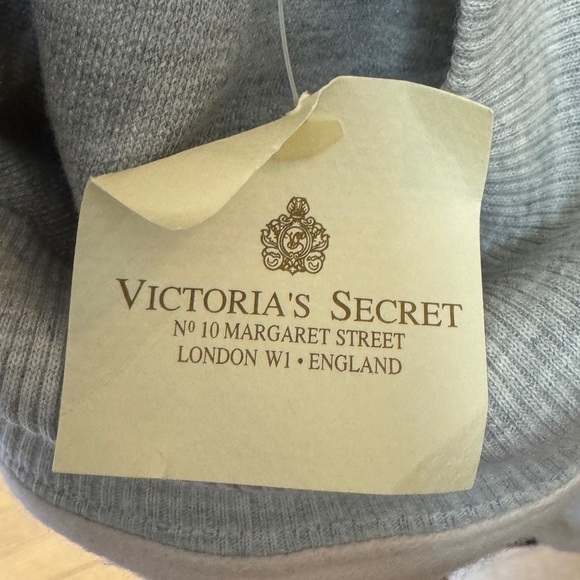 VICTORIA'S SECRET
Nº 10 MARGARET STREET
LONDON W1 • ENGLAND